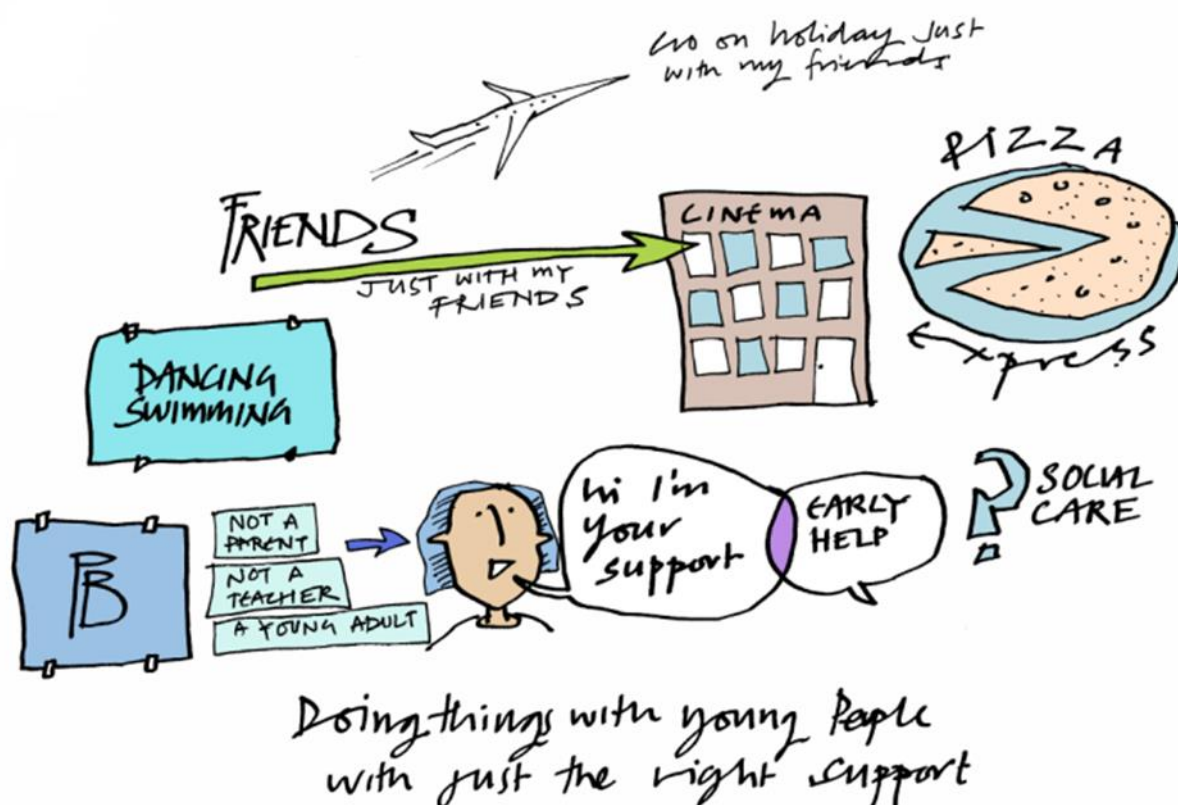 Go on holiday just
with my friends
PIZZA
Express
FRIENDS
JUST WITH MY
FRIENDS
CINEMA
DANCING
SWIMMING
PB
NOT A
PARENT
NOT A
TEACHER
A YOUNG ADULT
hi I'm
your
support
EARLY
HELP
SOCIAL
CARE
Doing things with young People
with just the right support